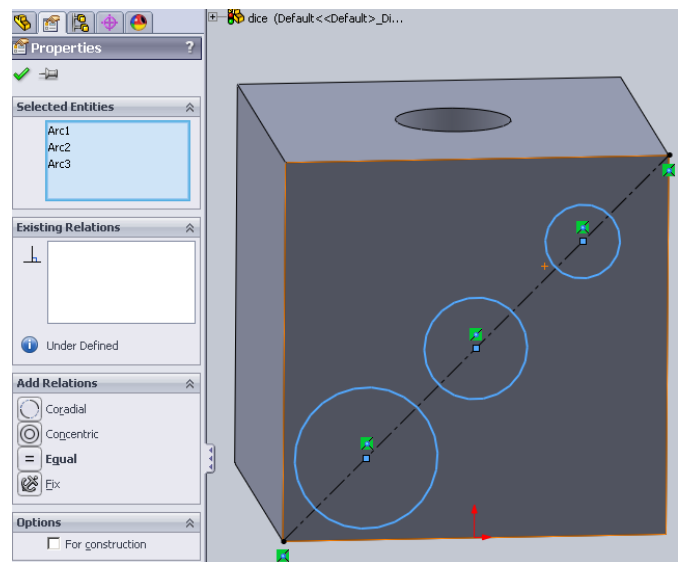 dice (Default<<Default>_Di...
Properties ?
Selected Entities
Arc1
Arc2
Arc3
Existing Relations
Under Defined
Add Relations
Coradial
Concentric
Equal
Fix
Options
For construction